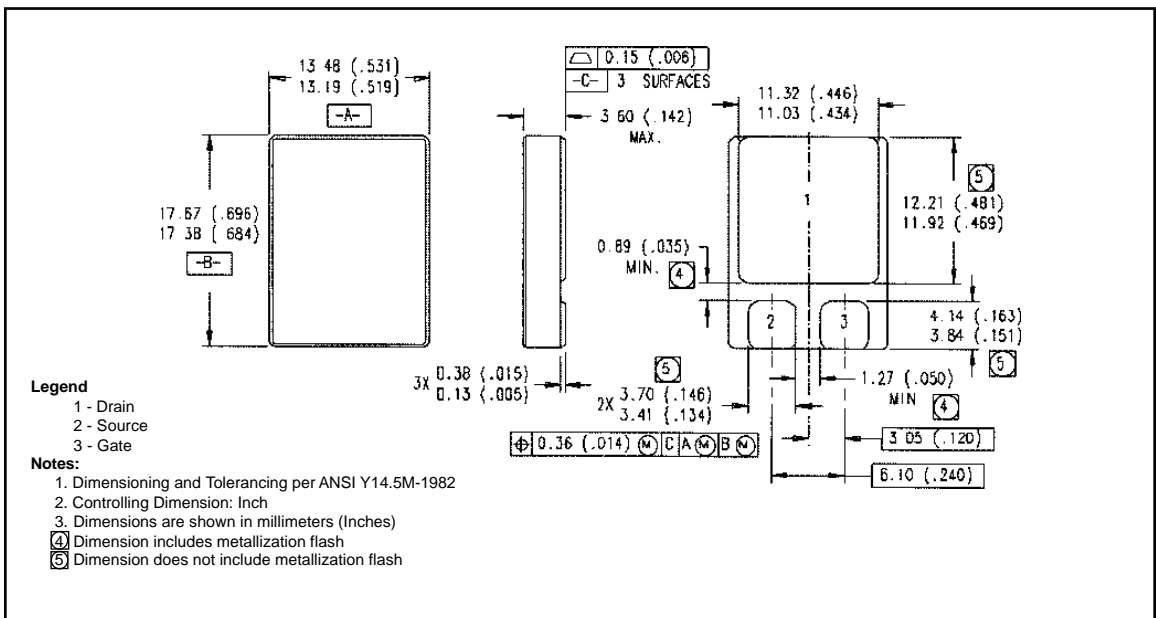 13 48 (.531)
13.19 (.519)
-A-
17.67 (.696)
17 38 ( 684)
-B-
0.15 (.006)
-C- 3 SURFACES
3 60 (.142)
MAX.
3X 0.38 (.015)
0.13 (.005)
11.32 (.446)
11.03 (.434)
1
2
3
5
12.21 (.481)
11.92 (.469)
0.89 (.035)
MIN. 4
4.14 (.163)
3.84 (.151)
5
5
2X 3.70 (.146)
3.41 (.134)
1.27 (.050)
MIN 4
⌖ 0.36 (.014) Ⓜ C A Ⓜ B Ⓜ
3 05 (.120)
6.10 (.240)
Legend
1 - Drain
2 - Source
3 - Gate
Notes:
1. Dimensioning and Tolerancing per ANSI Y14.5M-1982
2. Controlling Dimension: Inch
3. Dimensions are shown in millimeters (Inches)
4 Dimension includes metallization flash
5 Dimension does not include metallization flash